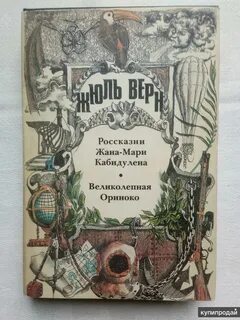 ЖЮЛЬ ВЕРН
Россказни
Жана-Мари
Кабидулена
•
Великолепная
Ориноко
купипродай